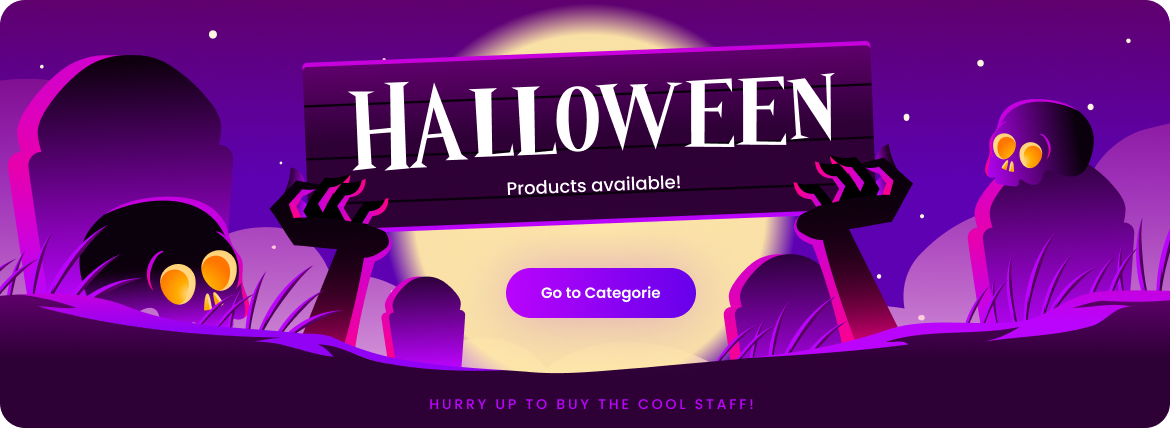 HALLOWEEN
Products available!
Go to Categorie
HURRY UP TO BUY THE COOL STAFF!